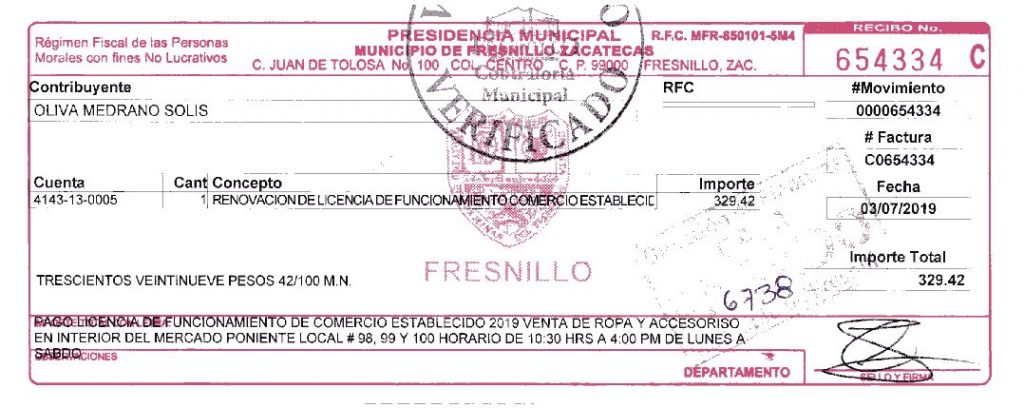 Régimen Fiscal de las Personas
Morales con fines No Lucrativos
PRESIDENCIA MUNICIPAL
MUNICIPIO DE FRESNILLO ZACATECAS
C. JUAN DE TOLOSA No. 100 COL. CENTRO C. P. 99000 FRESNILLO, ZAC.
R.F.C. MFR-850101-5M4
RECIBO No.
654334 C
Contraloría
Municipal
VERIFICADO
Contribuyente
OLIVA MEDRANO SOLIS
RFC
#Movimiento
0000654334
# Factura
C0654334
Cuenta Cant Concepto Importe
4143-13-0005 1 RENOVACION DE LICENCIA DE FUNCIONAMIENTO COMERCIO ESTABLECID 329.42
Fecha
03/07/2019
FRESNILLO
Importe Total
329.42
TRESCIENTOS VEINTINUEVE PESOS 42/100 M.N.
6738
PAGO LICENCIA DE FUNCIONAMIENTO DE COMERCIO ESTABLECIDO 2019 VENTA DE ROPA Y ACCESORISO
EN INTERIOR DEL MERCADO PONIENTE LOCAL # 98, 99 Y 100 HORARIO DE 10:30 HRS A 4:00 PM DE LUNES A
SABDO
OBSERVACIONES
DEPARTAMENTO
SELLO Y FIRMA